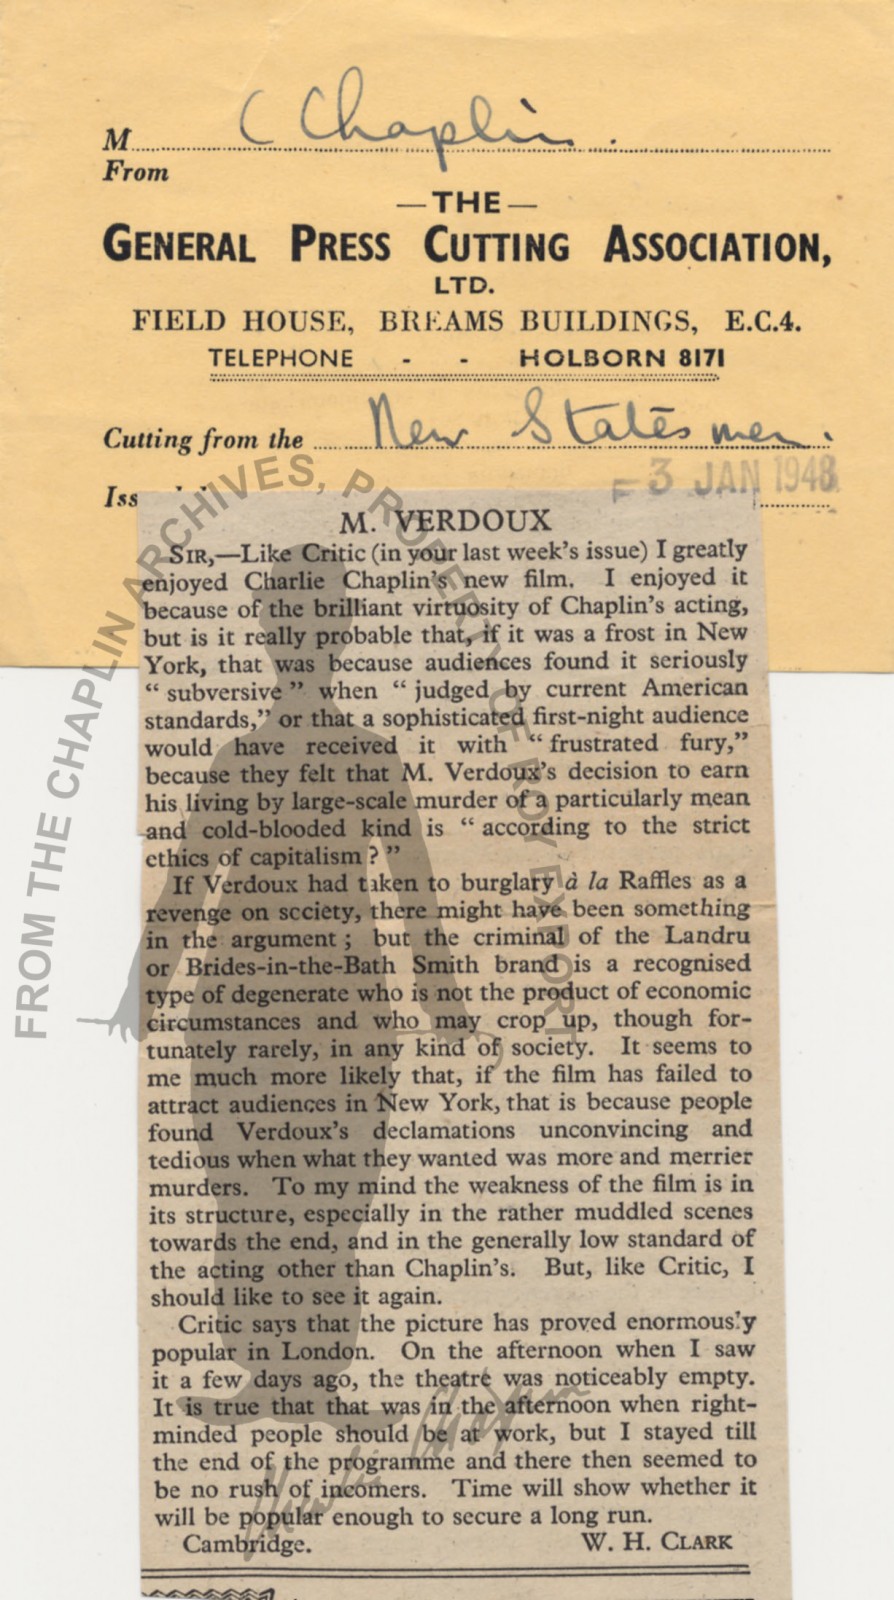 M C Chaplin.
From
—THE—
GENERAL PRESS CUTTING ASSOCIATION,
LTD.
FIELD HOUSE, BREAMS BUILDINGS, E.C.4.
TELEPHONE - - HOLBORN 8171
Cutting from the New Statesmen.
Iss
3 JAN 1948
M. VERDOUX
SIR,—Like Critic (in your last week's issue) I greatly
enjoyed Charlie Chaplin's new film. I enjoyed it
because of the brilliant virtuosity of Chaplin's acting,
but is it really probable that, if it was a frost in New
York, that was because audiences found it seriously
“ subversive ” when “ judged by current American
standards,” or that a sophisticated first-night audience
would have received it with “ frustrated fury,”
because they felt that M. Verdoux's decision to earn
his living by large-scale murder of a particularly mean
and cold-blooded kind is “ according to the strict
ethics of capitalism ? ”
If Verdoux had taken to burglary à la Raffles as a
revenge on society, there might have been something
in the argument ; but the criminal of the Landru
or Brides-in-the-Bath Smith brand is a recognised
type of degenerate who is not the product of economic
circumstances and who may crop up, though for-
tunately rarely, in any kind of society. It seems to
me much more likely that, if the film has failed to
attract audiences in New York, that is because people
found Verdoux's declamations unconvincing and
tedious when what they wanted was more and merrier
murders. To my mind the weakness of the film is in
its structure, especially in the rather muddled scenes
towards the end, and in the generally low standard of
the acting other than Chaplin's. But, like Critic, I
should like to see it again.
Critic says that the picture has proved enormously
popular in London. On the afternoon when I saw
it a few days ago, the theatre was noticeably empty.
It is true that that was in the afternoon when right-
minded people should be at work, but I stayed till
the end of the programme and there then seemed to
be no rush of incomers. Time will show whether it
will be popular enough to secure a long run.
Cambridge. W. H. CLARK
FROM THE CHAPLIN ARCHIVES, PROPERTY OF ROY EXPORT
Charlie Chaplin